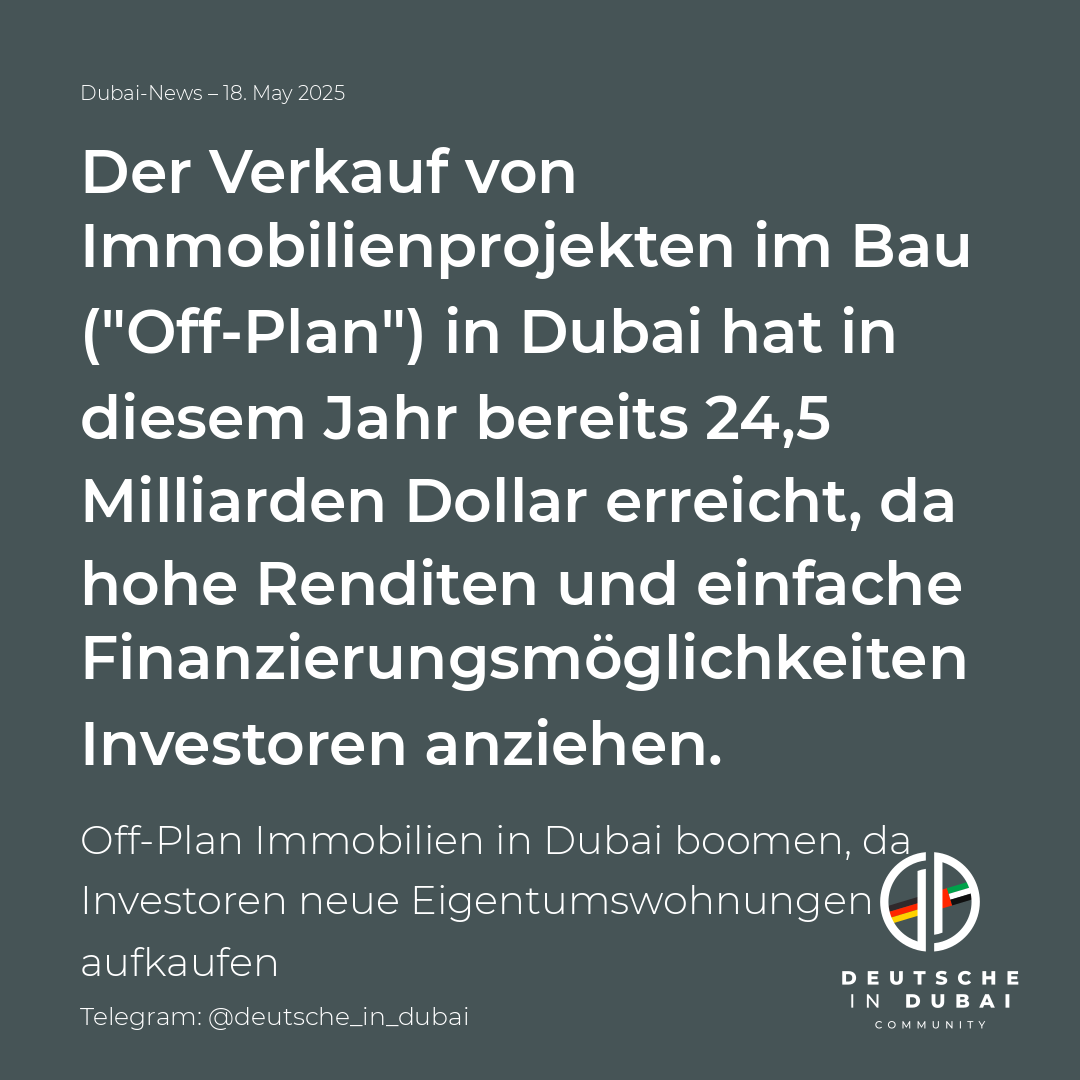 Dubai-News – 18. May 2025
Der Verkauf von
Immobilienprojekten im Bau
("Off-Plan") in Dubai hat in
diesem Jahr bereits 24,5
Milliarden Dollar erreicht, da
hohe Renditen und einfache
Finanzierungsmöglichkeiten
Investoren anziehen.
Off-Plan Immobilien in Dubai boomen, da
Investoren neue Eigentumswohnungen
aufkaufen
Telegram: @deutsche_in_dubai
DEUTSCHE
IN DUBAI
COMMUNITY